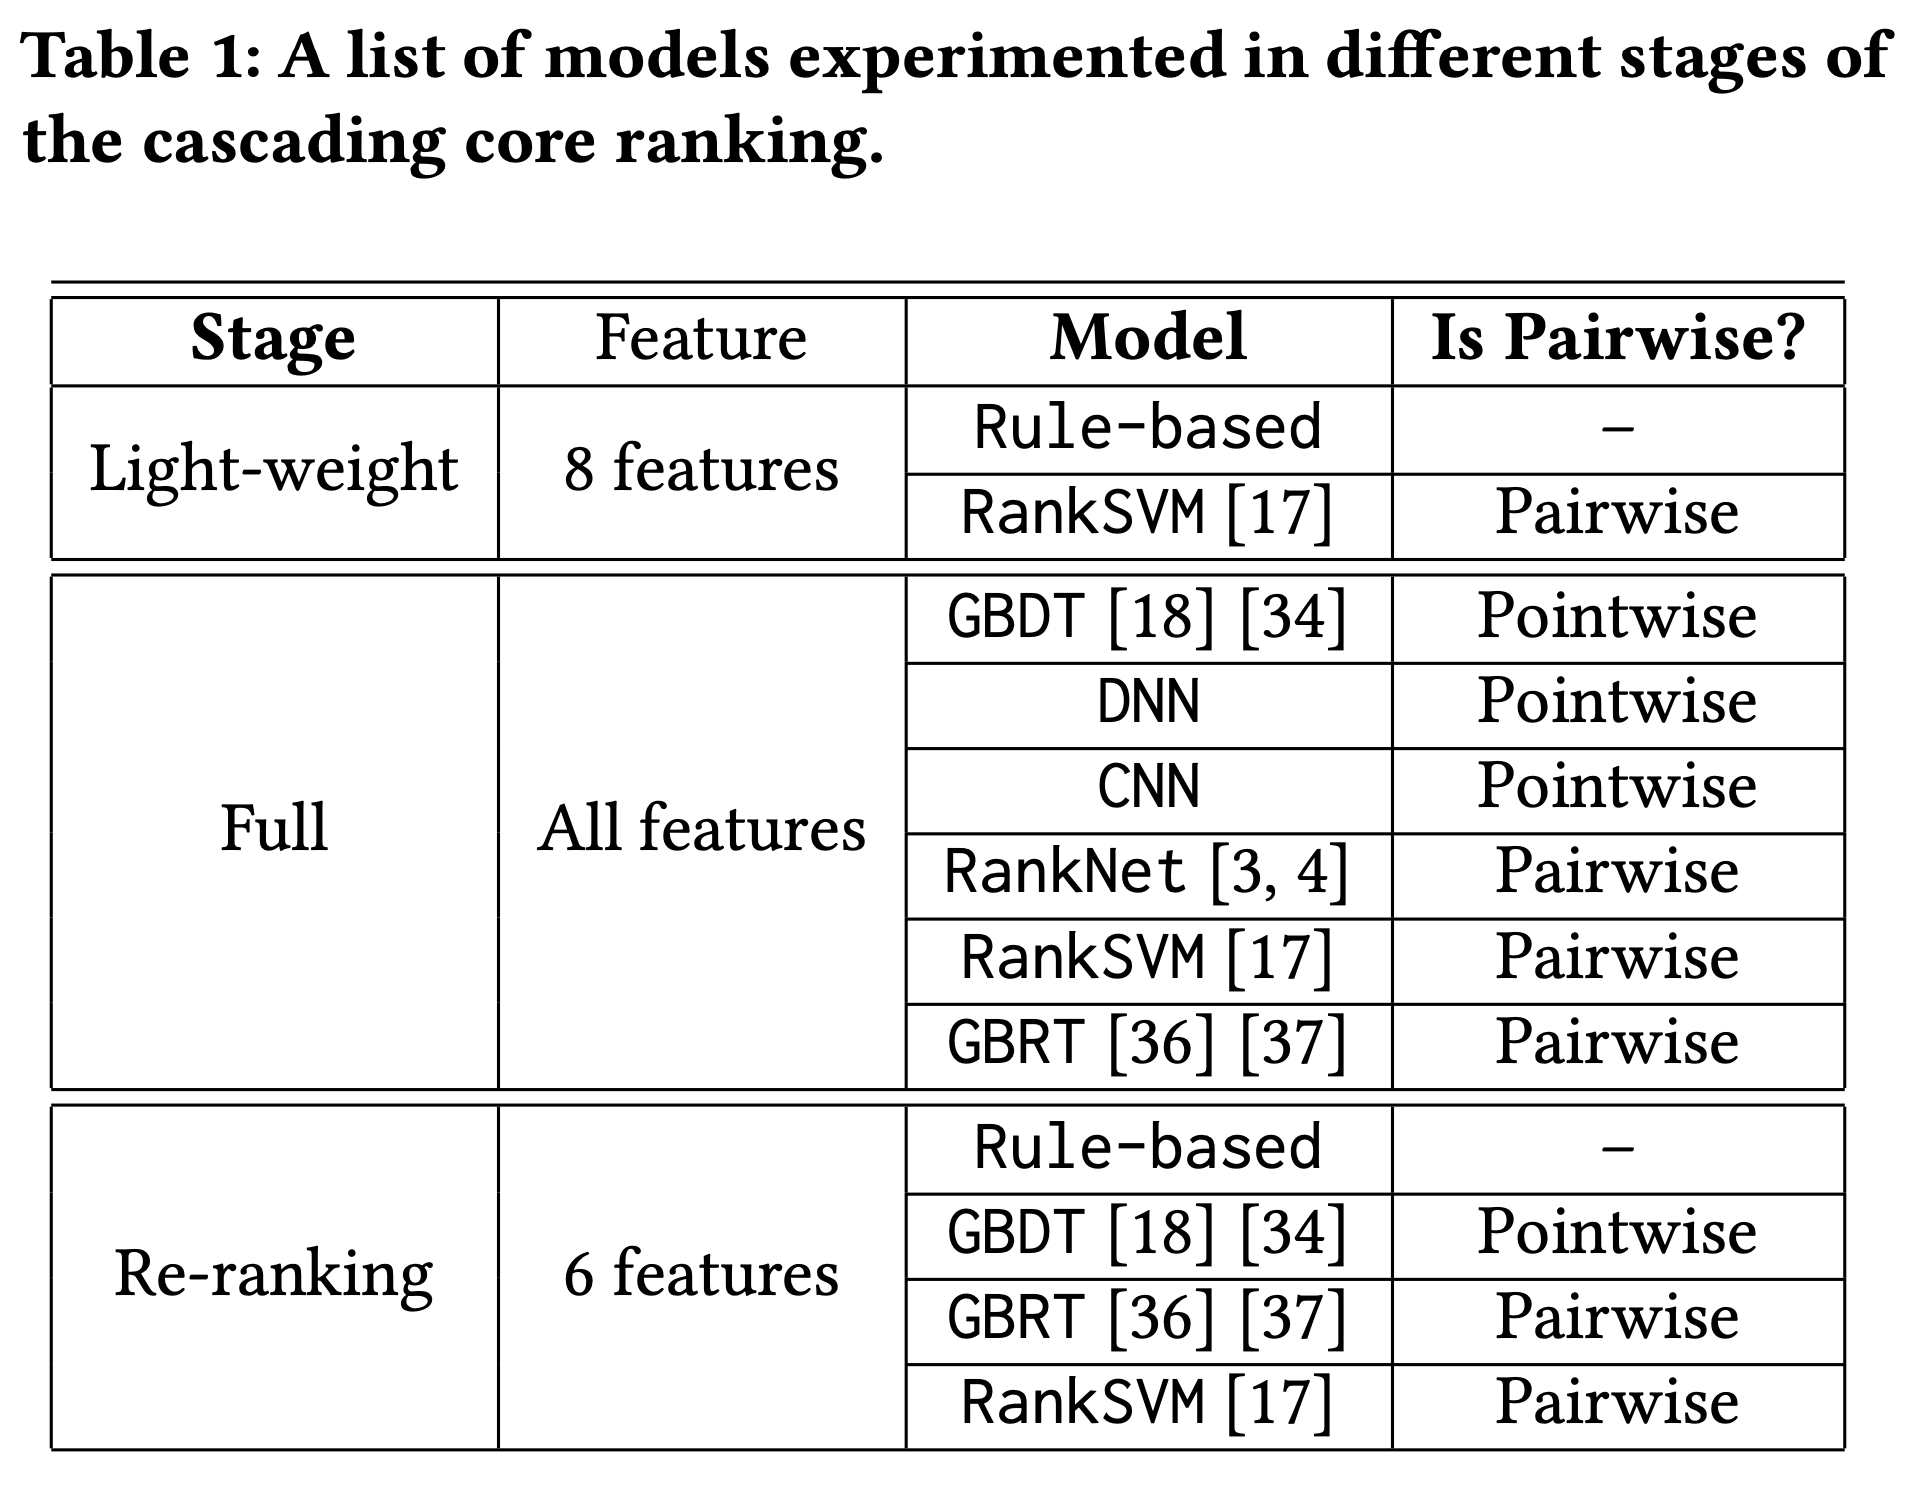 Table 1: A list of models experimented in different stages of
the cascading core ranking.
Stage Feature Model Is Pairwise?
Light-weight 8 features Rule-based –
RankSVM [17] Pairwise
Full All features GBDT [18] [34] Pointwise
DNN Pointwise
CNN Pointwise
RankNet [3, 4] Pairwise
RankSVM [17] Pairwise
GBRT [36] [37] Pairwise
Re-ranking 6 features Rule-based –
GBDT [18] [34] Pointwise
GBRT [36] [37] Pairwise
RankSVM [17] Pairwise